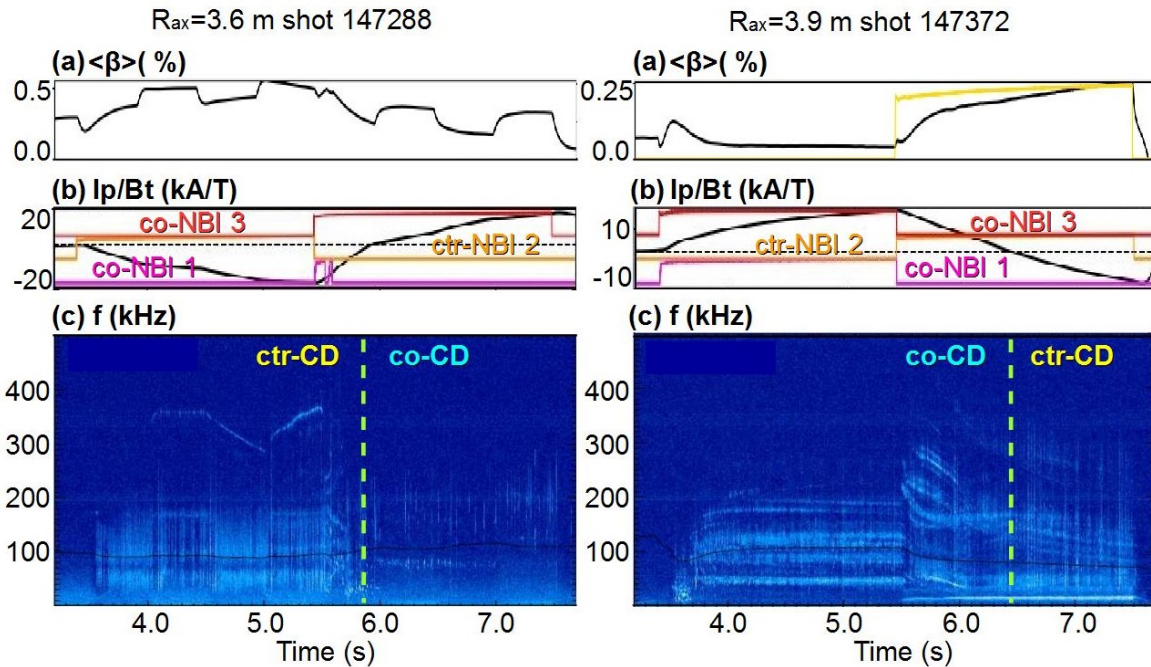 Rax=3.6 m shot 147288
(a) <β>( %)
0.5
0.0
(b) Ip/Bt (kA/T)
20
-20
co-NBI 3
ctr-NBI 2
co-NBI 1
(c) f (kHz)
ctr-CD co-CD
400
300
200
100
4.0 5.0 6.0 7.0
Time (s)
Rax=3.9 m shot 147372
(a) <β>( %)
0.25
0.0
(b) Ip/Bt (kA/T)
10
-10
co-NBI 3
ctr-NBI 2
co-NBI 1
(c) f (kHz)
co-CD ctr-CD
400
300
200
100
4.0 5.0 6.0 7.0
Time (s)